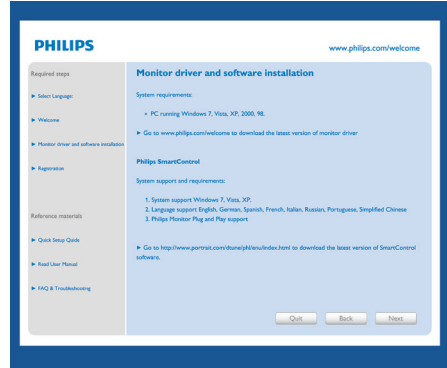 PHILIPS
www.philips.com/welcome
Required steps
Select Language:
Welcome
Monitor driver and software installation
Registration
Reference materials
Quick Setup Quide
Read User Manual
FAQ & Troubleshooting
Monitor driver and software installation
System requirements:
• PC running Windows 7, Vista, XP, 2000, 98.
Go to www.philips.com/welcome to download the latest version of monitor driver
Philips SmartControl
System support and requirements:
1. System support Windows 7, Vista, XP.
2. Language support English, German, Spanish, French, Italian, Russian, Portuguese, Simplified Chinese
3. Philips Monitor Plug and Play support
Go to http://www.portrait.com/dtune/phl/enu/index.html to download the latest version of SmartControl
software.
Quit
Back
Next